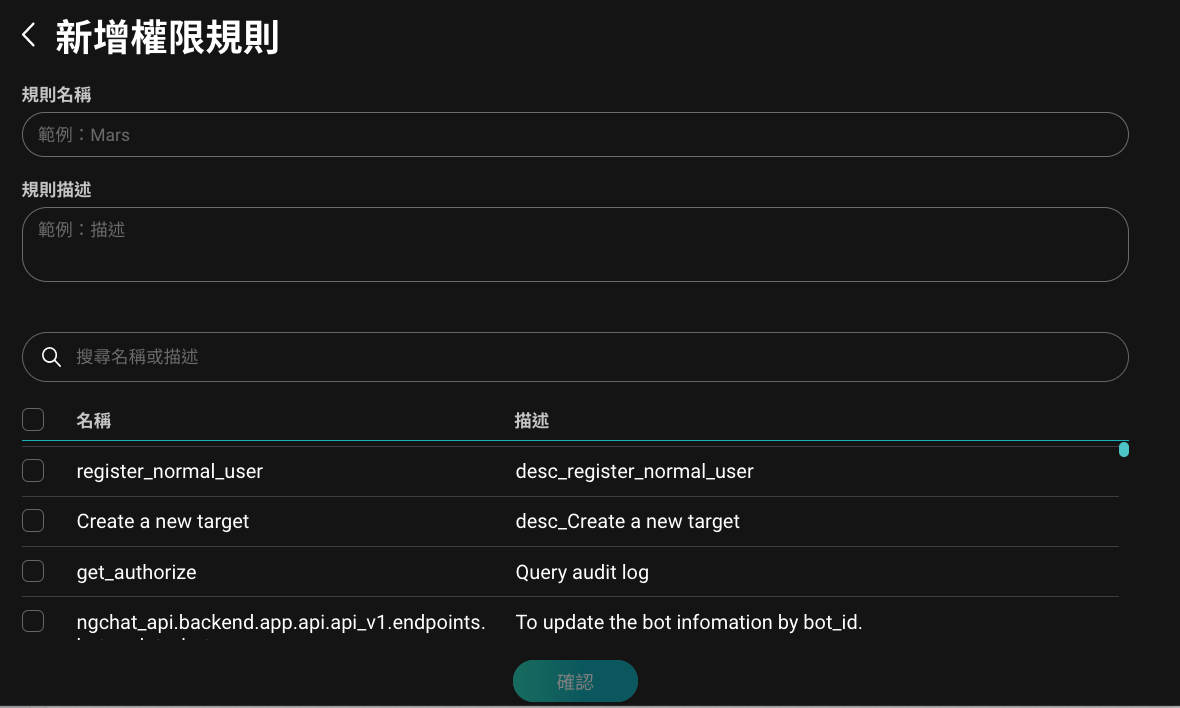 新增權限規則
規則名稱
範例：Mars
規則描述
範例：描述
搜尋名稱或描述
名稱 描述
register_normal_user desc_register_normal_user
Create a new target desc_Create a new target
get_authorize Query audit log
ngchat_api.backend.app.api.api_v1.endpoints. To update the bot infomation by bot_id.
確認